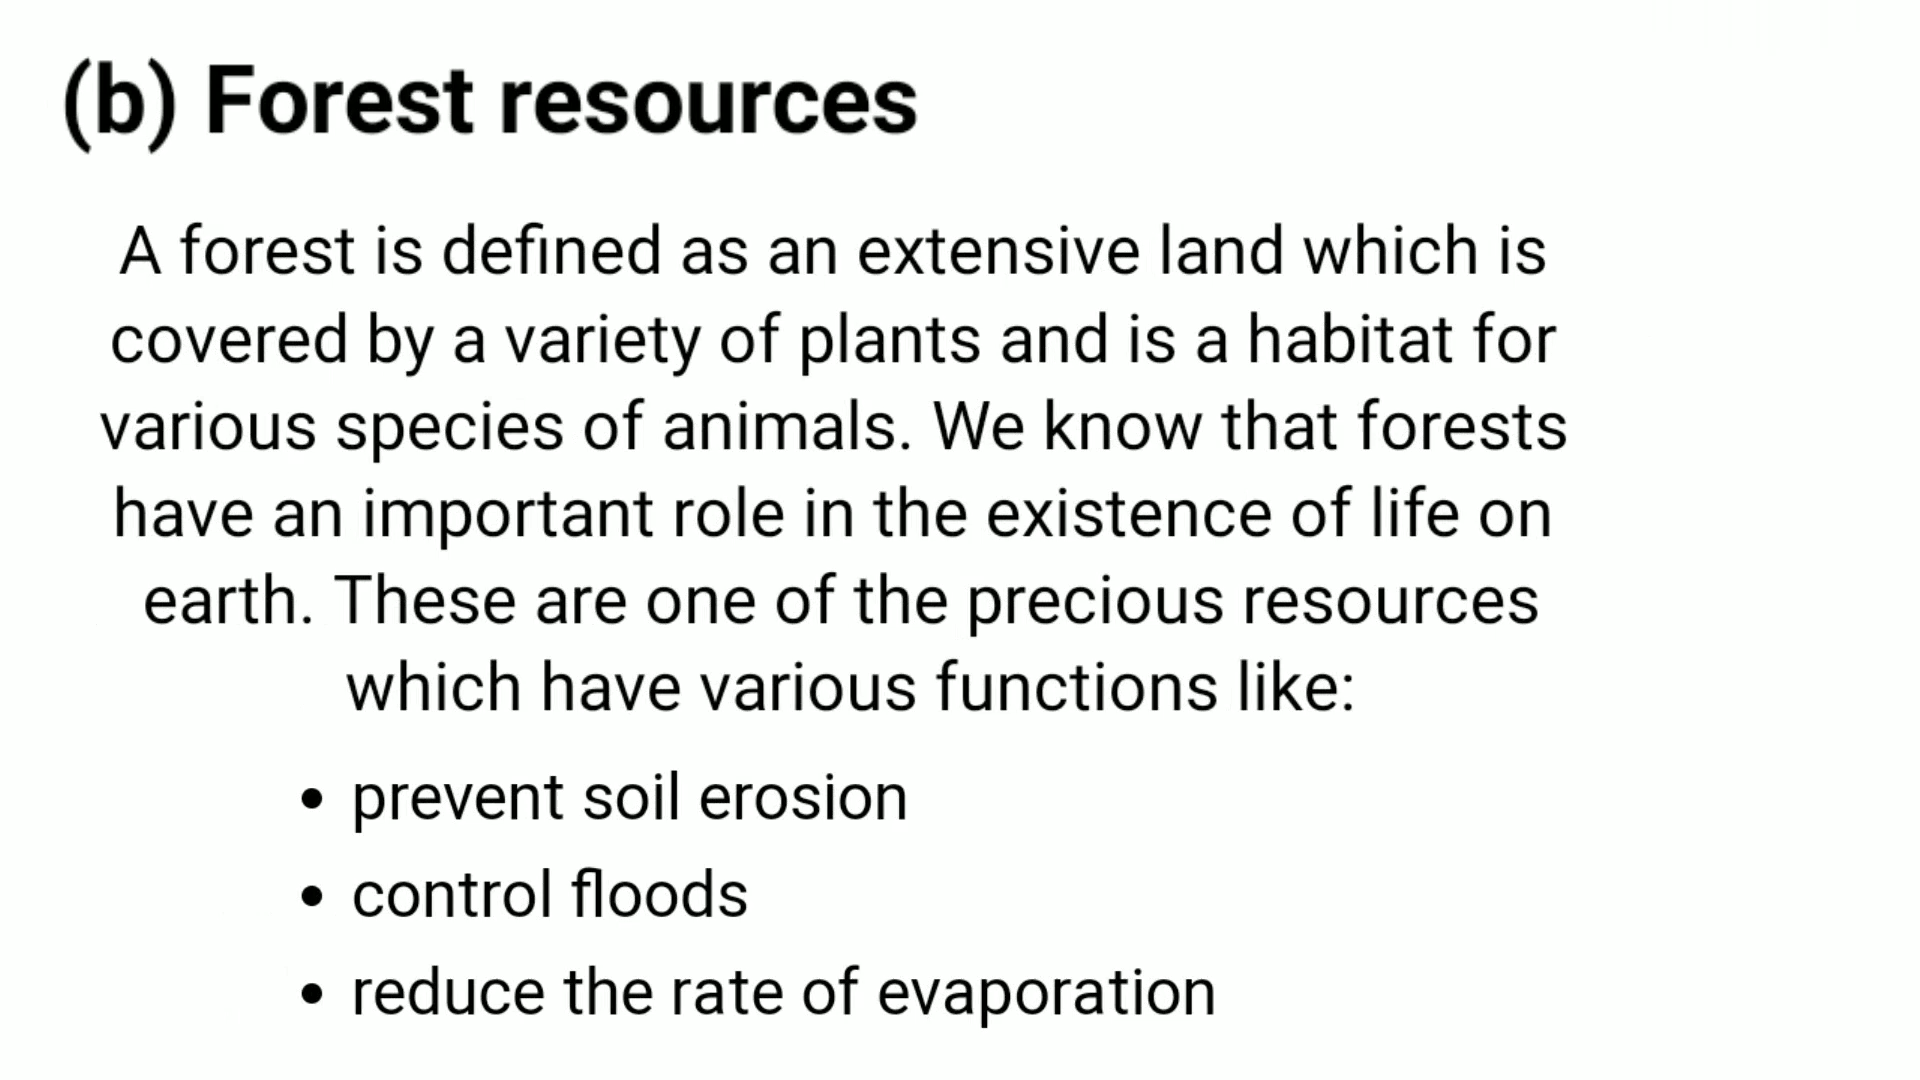 (b) Forest resources
A forest is defined as an extensive land which is
covered by a variety of plants and is a habitat for
various species of animals. We know that forests
have an important role in the existence of life on
earth. These are one of the precious resources
which have various functions like:
• prevent soil erosion
• control floods
• reduce the rate of evaporation